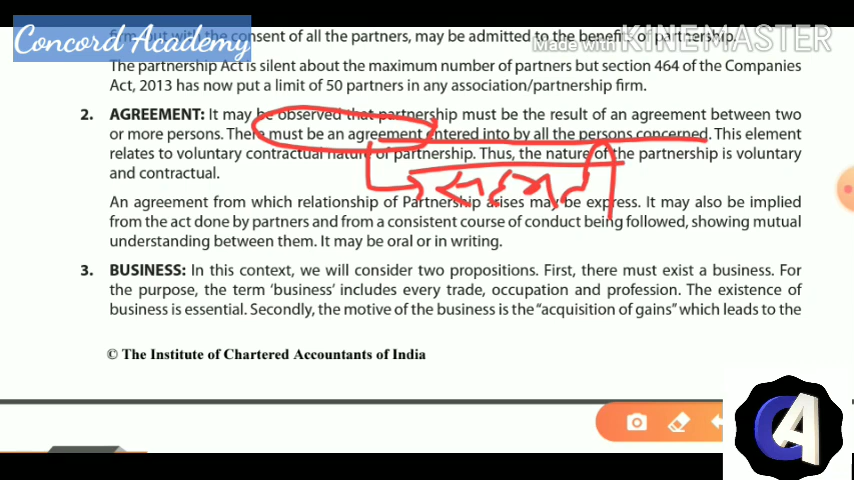 firm, but with the consent of all the partners, may be admitted to the benefits of partnership.
Concord Academy
Made with KINEMASTER
The partnership Act is silent about the maximum number of partners but section 464 of the Companies
Act, 2013 has now put a limit of 50 partners in any association/partnership firm.
2. AGREEMENT: It may be observed that partnership must be the result of an agreement between two
or more persons. There must be an agreement entered into by all the persons concerned. This element
relates to voluntary contractual nature of partnership. Thus, the nature of the partnership is voluntary
and contractual.
An agreement from which relationship of Partnership arises may be express. It may also be implied
from the act done by partners and from a consistent course of conduct being followed, showing mutual
understanding between them. It may be oral or in writing.
3. BUSINESS: In this context, we will consider two propositions. First, there must exist a business. For
the purpose, the term ‘business’ includes every trade, occupation and profession. The existence of
business is essential. Secondly, the motive of the business is the “acquisition of gains” which leads to the
© The Institute of Chartered Accountants of India
CA